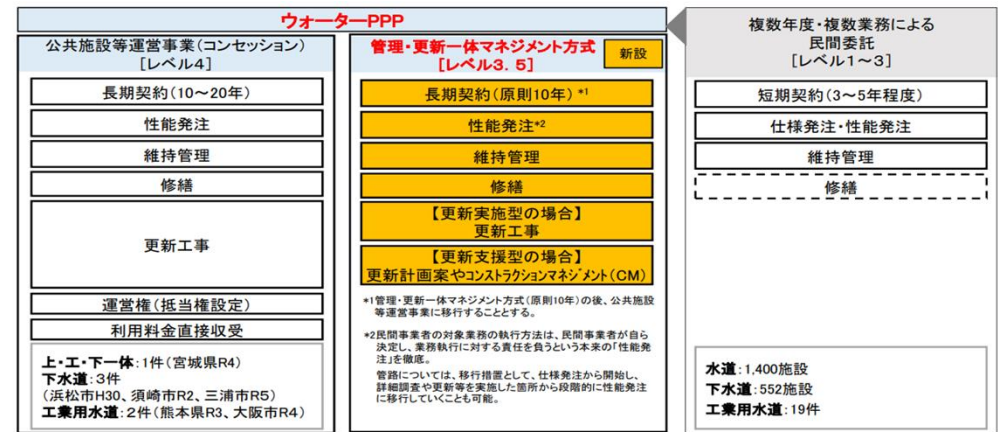 ウォーターPPP
公共施設等運営事業(コンセッション)
[レベル4]
長期契約(10~20年)
性能発注
維持管理
修繕
更新工事
運営権(抵当権設定)
利用料金直接収受
上・工・下一体:1件(宮城県R4)
下水道:3件
(浜松市H30、須崎市R2、三浦市R5)
工業用水道:2件(熊本県R3、大阪市R4)
管理・更新一体マネジメント方式
[レベル3.5]
新設
長期契約(原則10年)*1
性能発注*2
維持管理
修繕
【更新実施型の場合】
更新工事
【更新支援型の場合】
更新計画案やコンストラクションマネジメント(CM)
*1管理・更新一体マネジメント方式(原則10年)の後、公共施設
等運営事業に移行することとする。
*2民間事業者の対象業務の執行方法は、民間事業者が自ら
決定し、業務執行に対する責任を負うという本来の「性能発
注」を徹底。
管路については、移行措置として、仕様発注から開始し、
詳細調査や更新等を実施した箇所から段階的に性能発注
に移行していくことも可能。
複数年度・複数業務による
民間委託
[レベル1~3]
短期契約(3~5年程度)
仕様発注・性能発注
維持管理
修繕
水道:1,400施設
下水道:552施設
工業用水道:19件